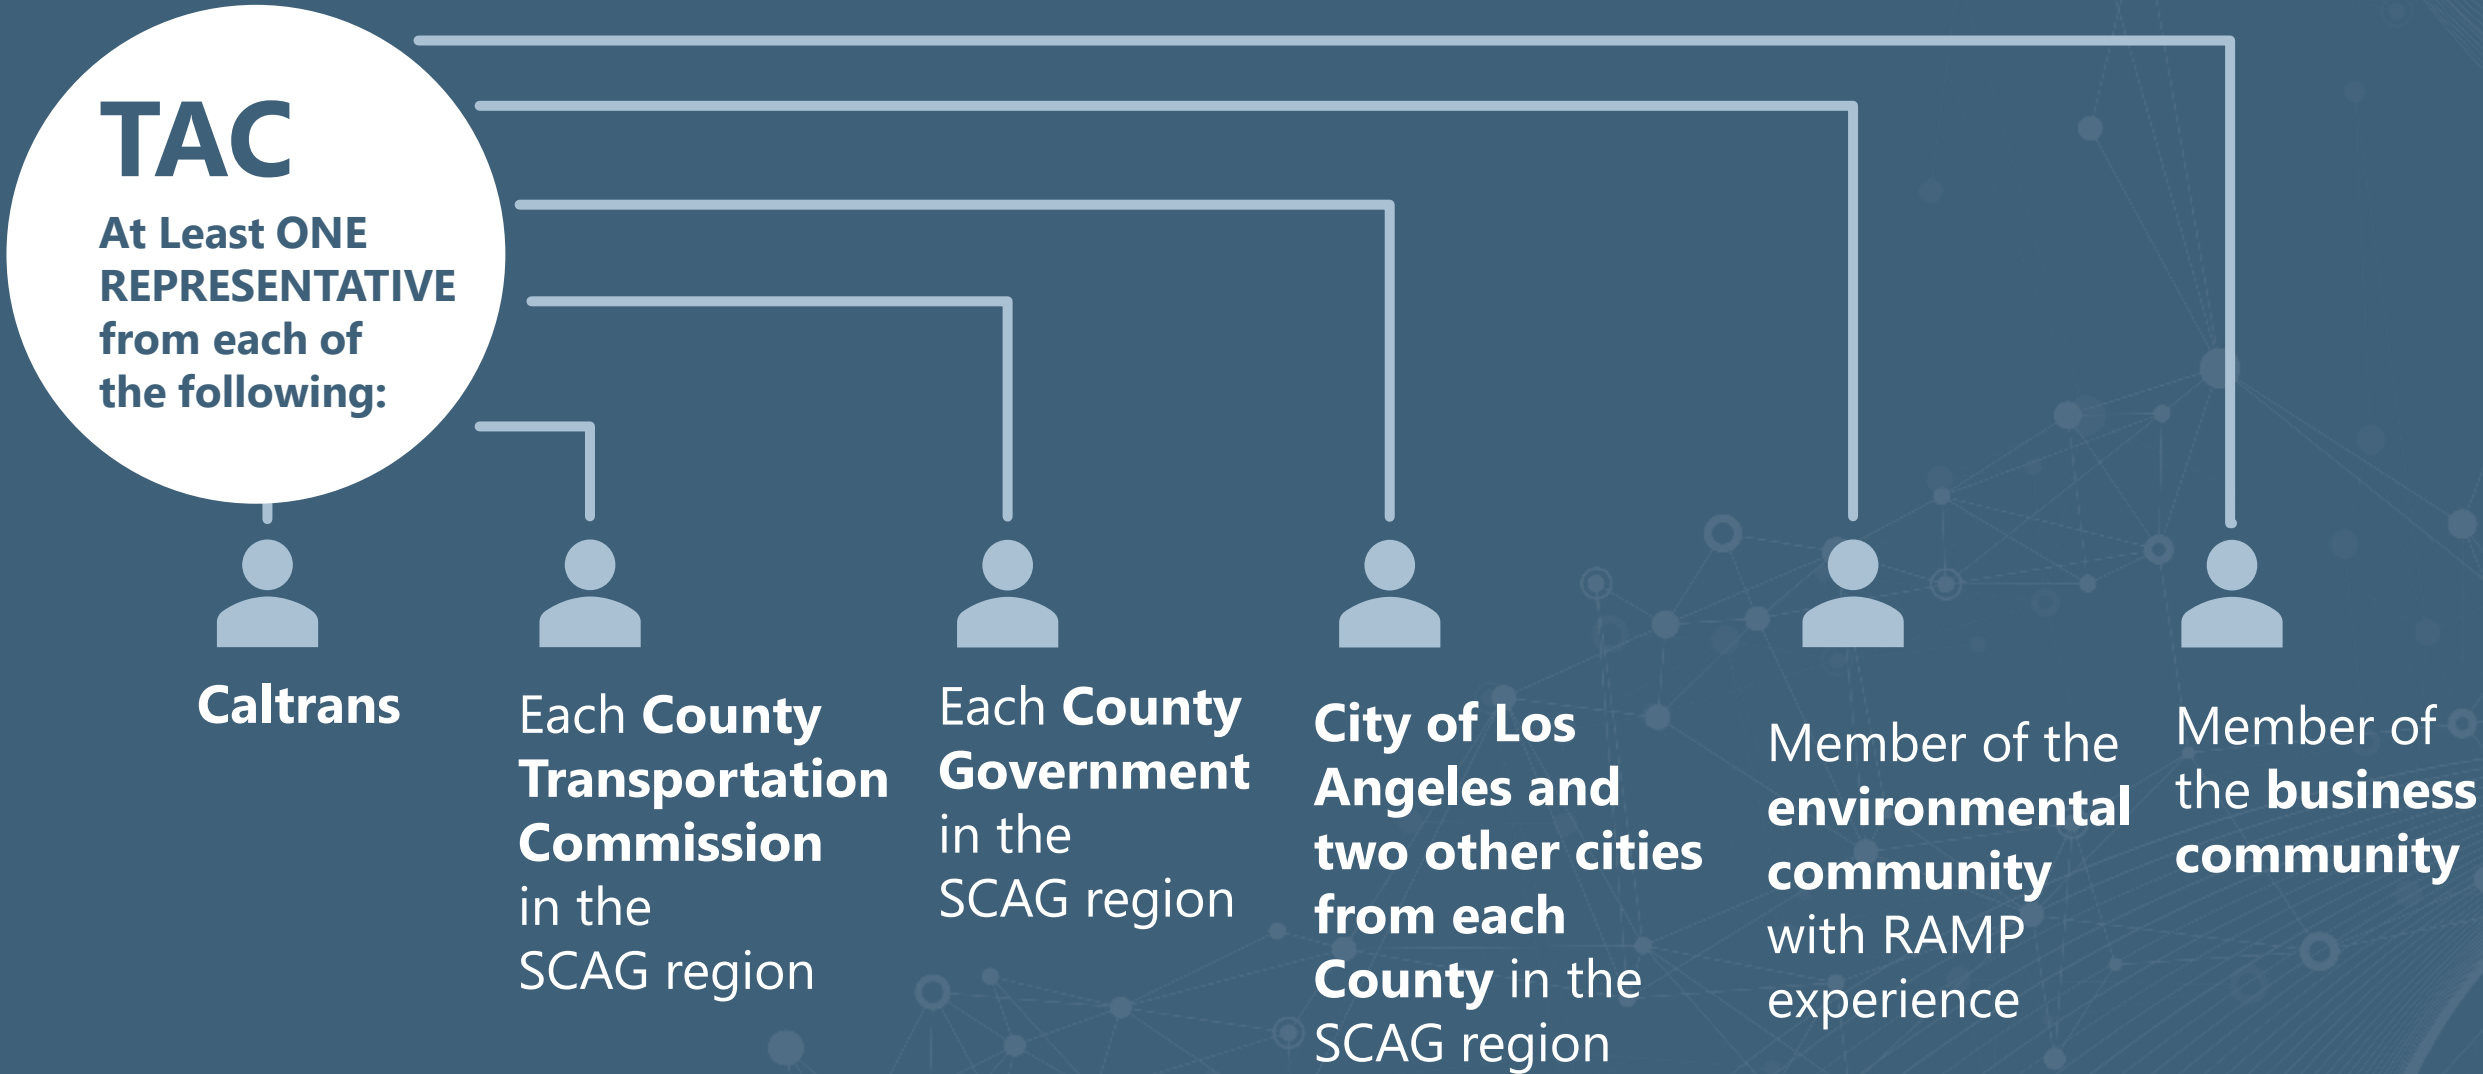 TAC
At Least ONE
REPRESENTATIVE
from each of
the following:
Caltrans
Each County
Transportation
Commission
in the
SCAG region
Each County
Government
in the
SCAG region
City of Los
Angeles and
two other cities
from each
County in the
SCAG region
Member of the
environmental
community
with RAMP
experience
Member of
the business
community